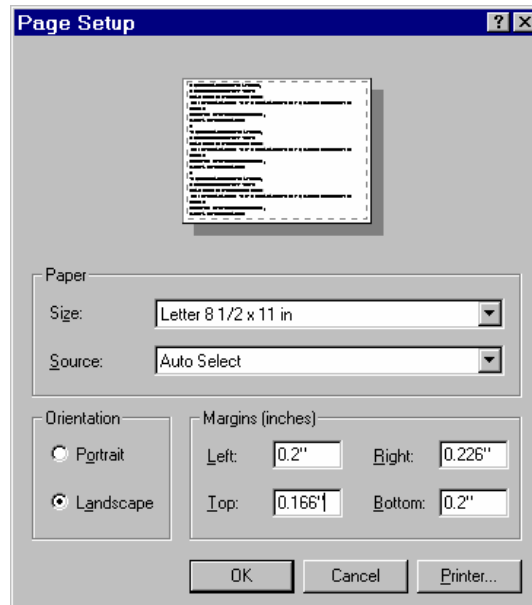 Page Setup
Paper
Size: Letter 8 1/2 x 11 in
Source: Auto Select
Orientation
Portrait
Landscape
Margins (inches)
Left: 0.2" Right: 0.226"
Top: 0.166" Bottom: 0.2"
OK Cancel Printer...